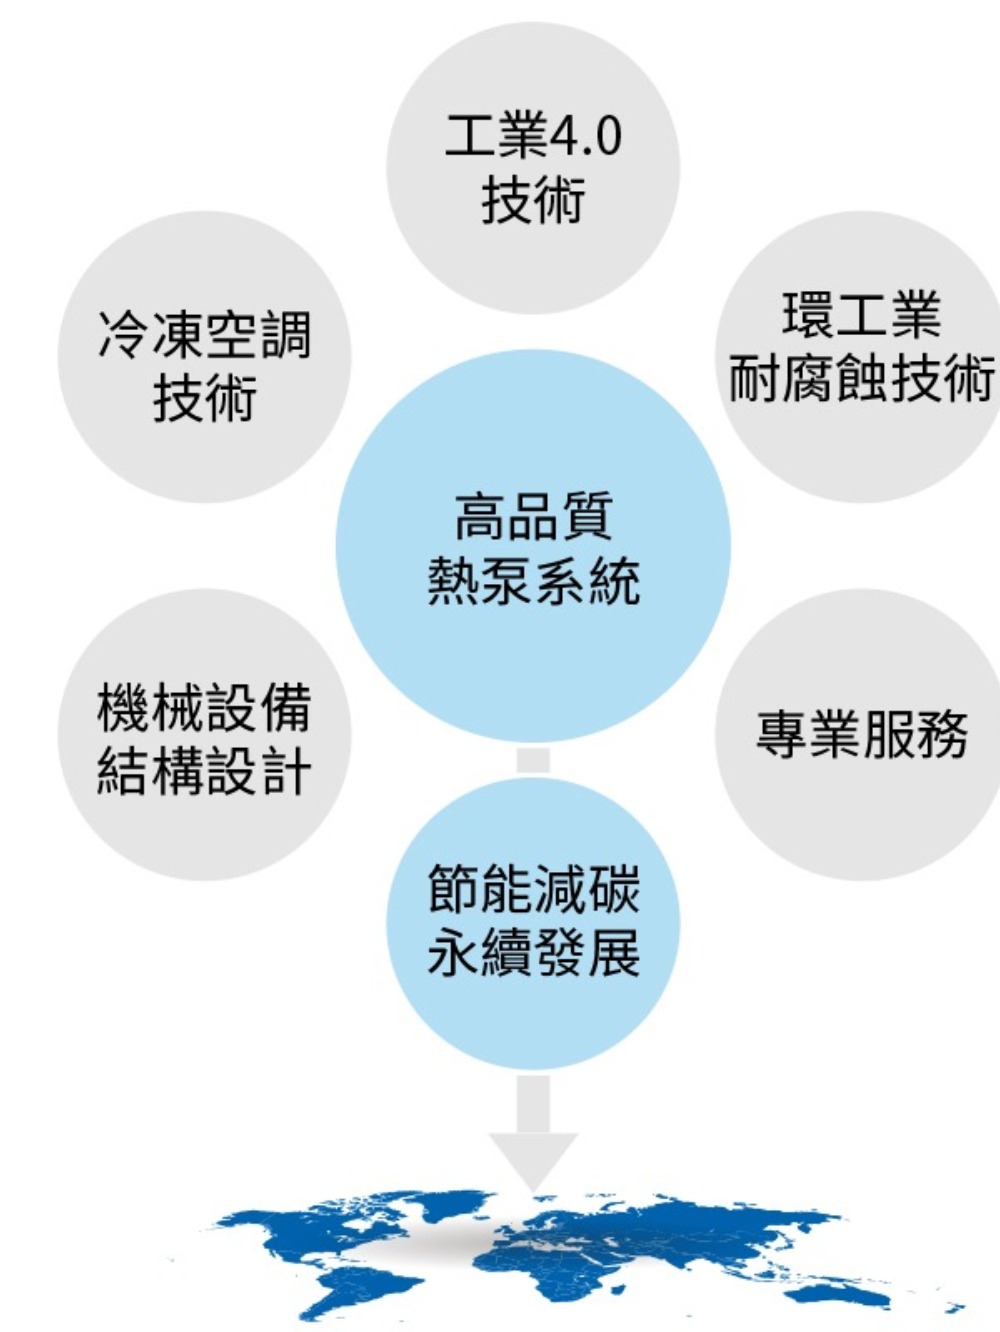 工業4.0
技術
冷凍空調
技術
環工業
耐腐蝕技術
高品質
熱泵系統
機械設備
結構設計
專業服務
節能減碳
永續發展